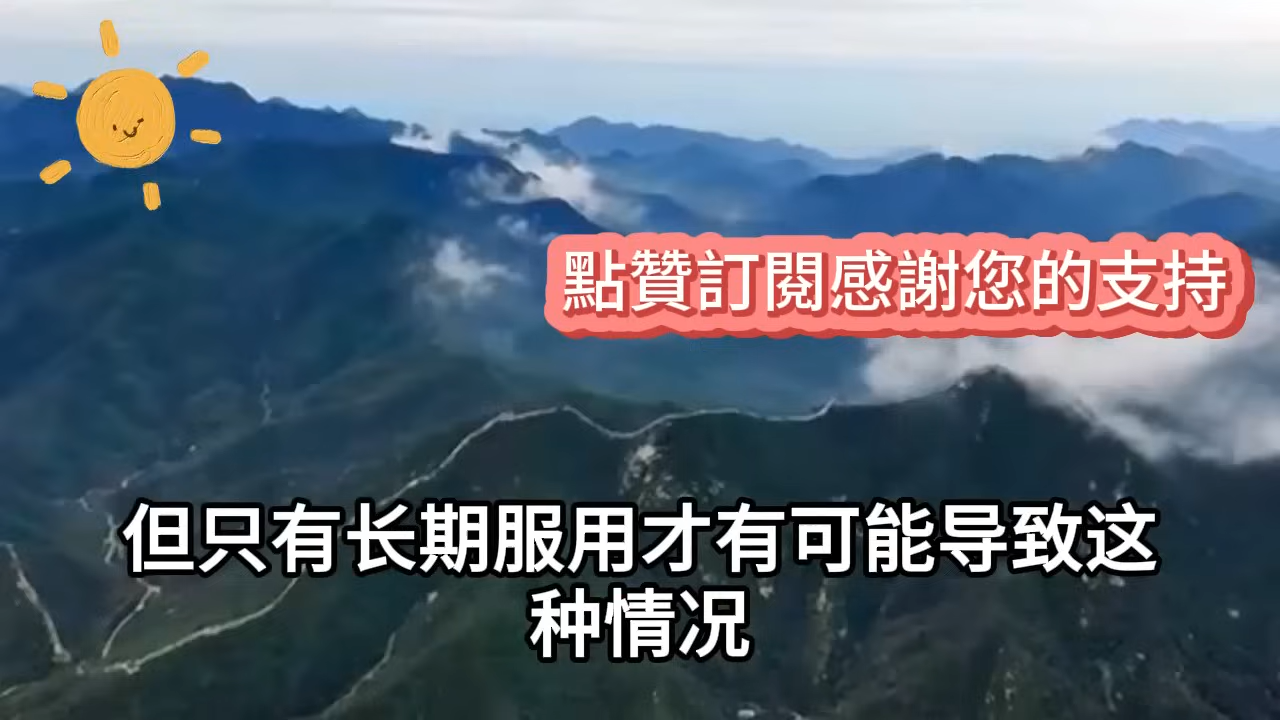 點贊訂閱感謝您的支持
但只有长期服用才有可能导致这
种情况